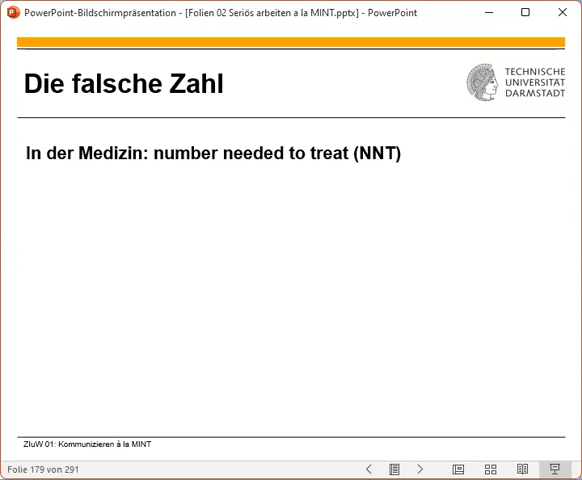 PowerPoint-Bildschirmpräsentation - [Folien 02 Seriös arbeiten a la MINT.pptx] - PowerPoint
Die falsche Zahl
TECHNISCHE
UNIVERSITÄT
DARMSTADT
In der Medizin: number needed to treat (NNT)
ZIuW 01: Kommunizieren à la MINT
Folie 179 von 291